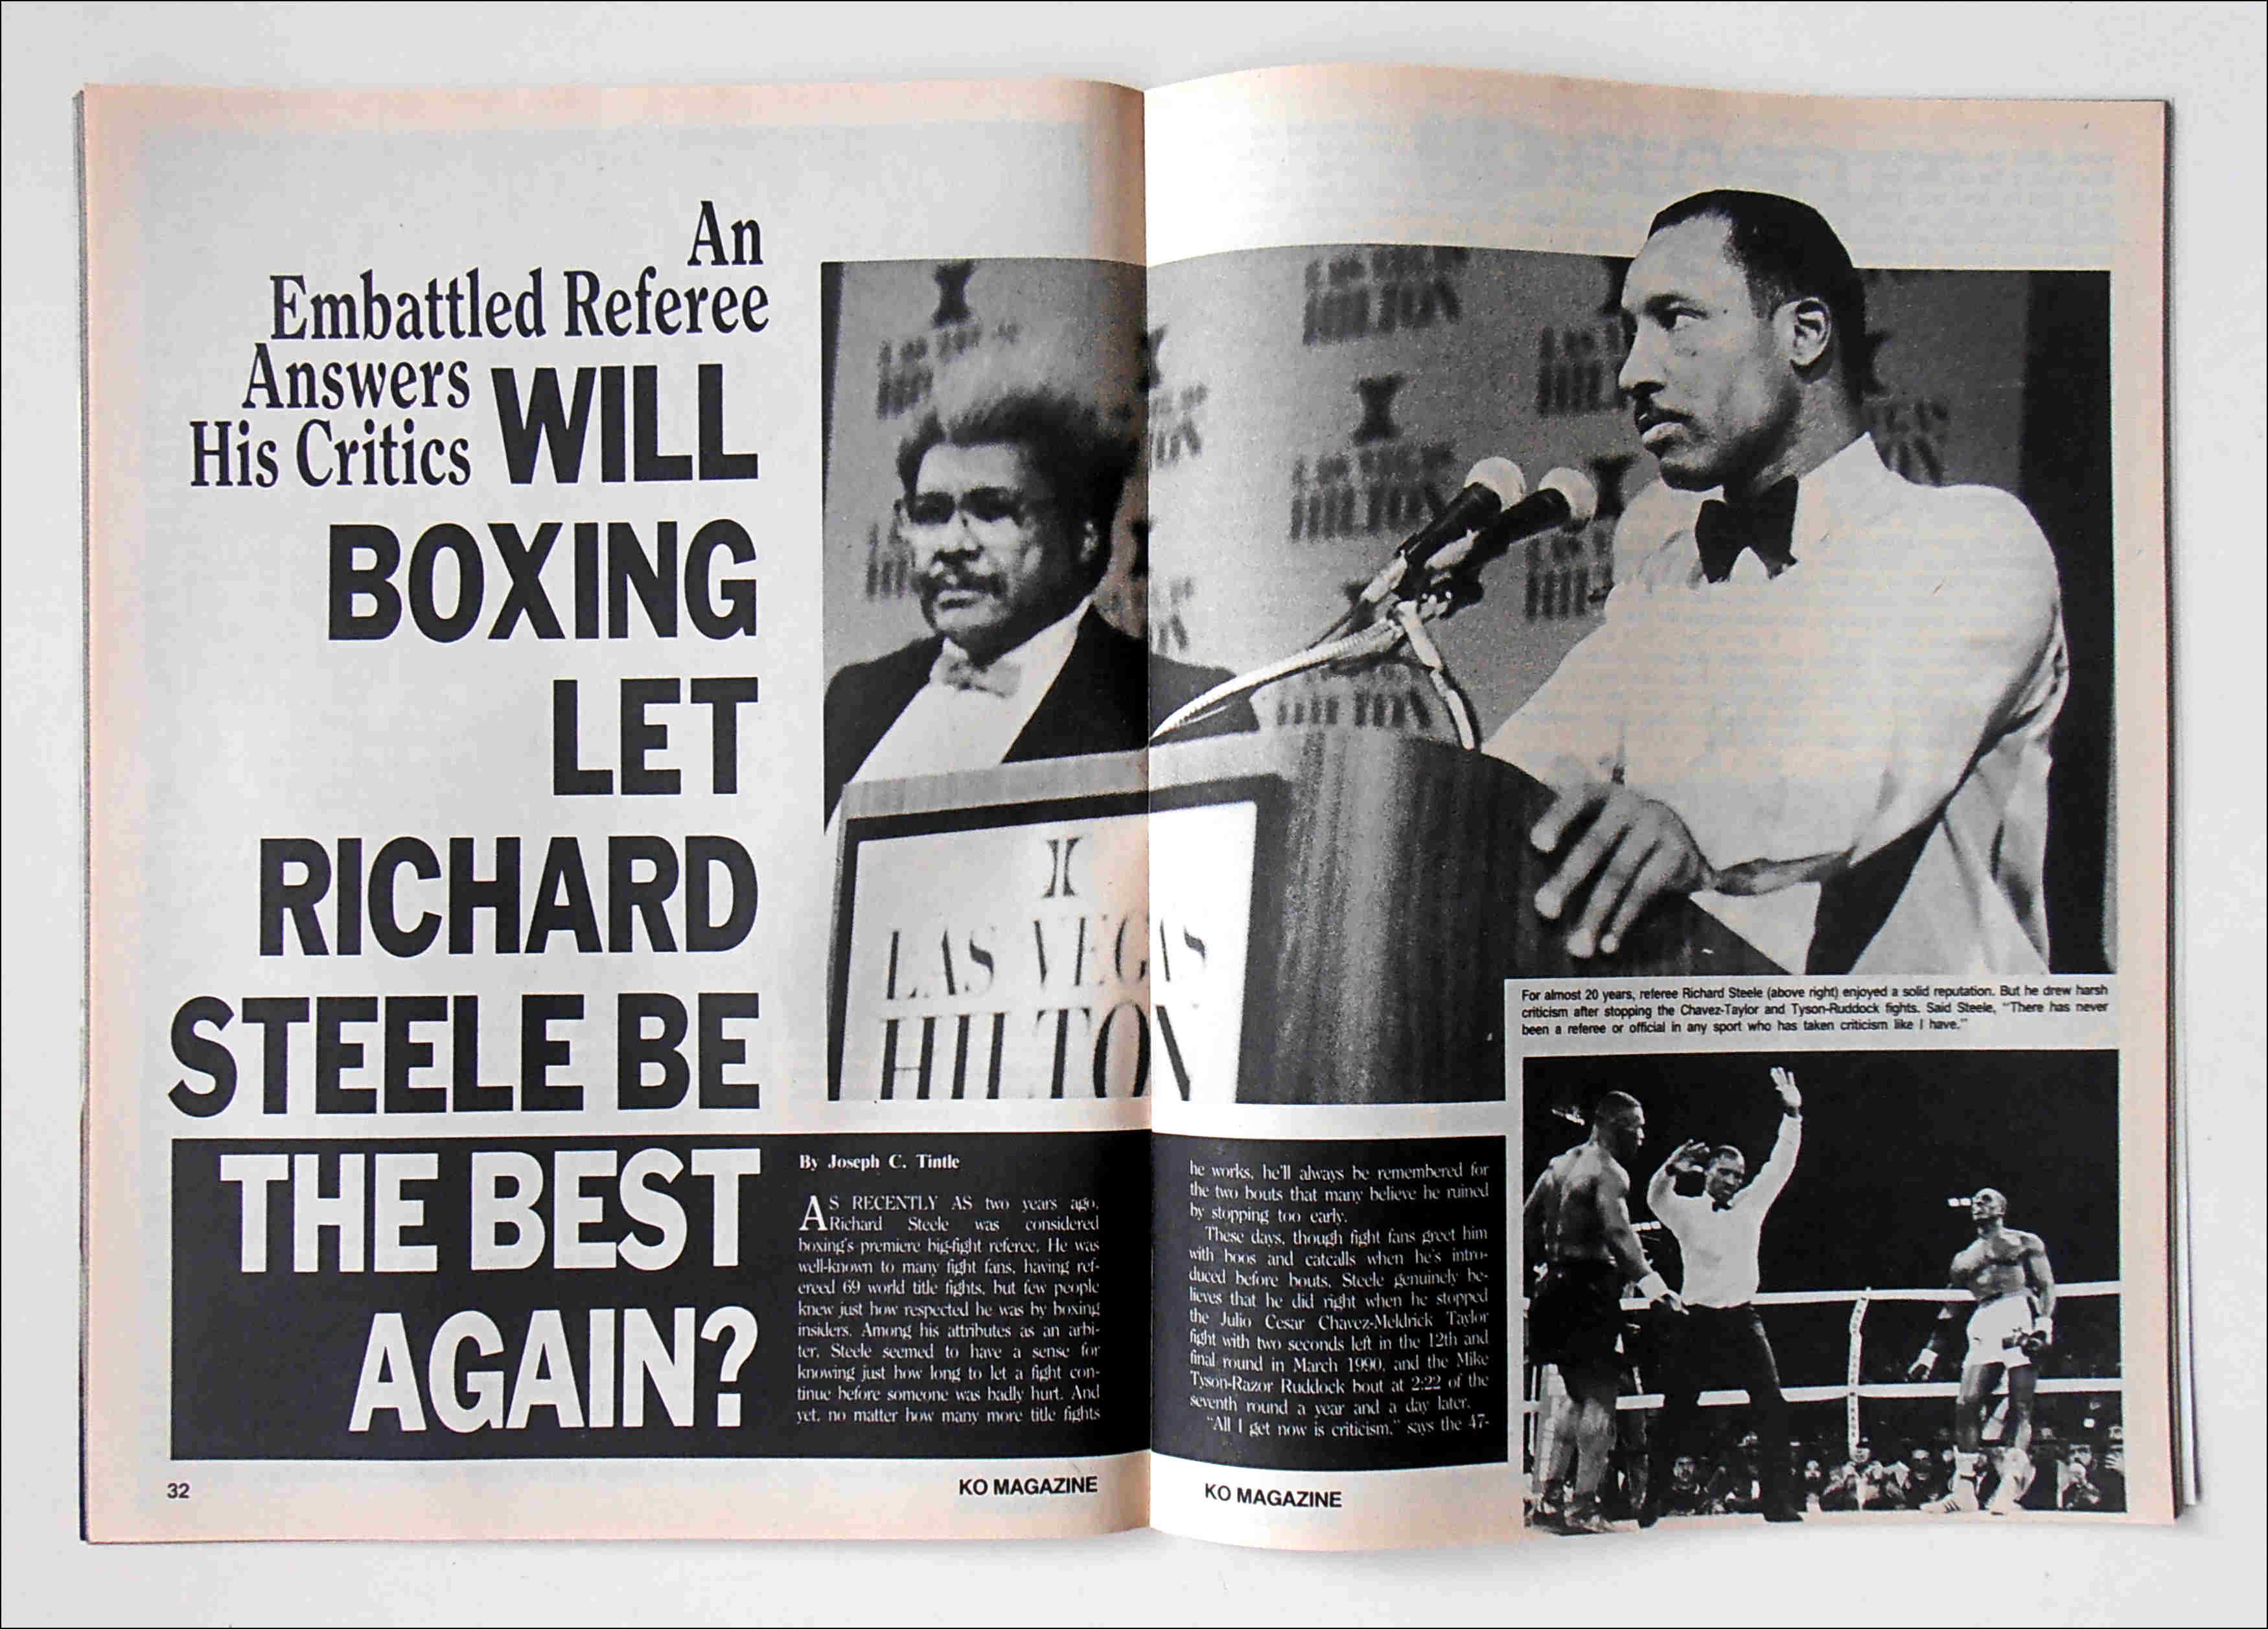 An
Embattled Referee
Answers
His Critics
WILL
BOXING
LET
RICHARD
STEELE BE
THE BEST
AGAIN?
By Joseph C. Tintle
AS RECENTLY AS two years ago,
Richard Steele was considered
boxing's premiere big-fight referee. He was
well-known to many fight fans, having ref-
ereed 69 world title fights, but few people
knew just how respected he was by boxing
insiders. Among his attributes as an arbi-
ter, Steele seemed to have a sense for
knowing just how long to let a fight con-
tinue before someone was badly hurt. And
yet, no matter how many more title fights
32
KO MAGAZINE
LAS VEGAS
HILTON
LAS VEGAS
HILTON
For almost 20 years, referee Richard Steele (above right) enjoyed a solid reputation. But he drew harsh
criticism after stopping the Chavez-Taylor and Tyson-Ruddock fights. Said Steele, "There has never
been a referee or official in any sport who has taken criticism like I have."
he works, he'll always be remembered for
the two bouts that many believe he ruined
by stopping too early.
These days, though fight fans greet him
with boos and catcalls when he's intro-
duced before bouts, Steele genuinely be-
lieves that he did right when he stopped
the Julio Cesar Chavez-Meldrick Taylor
fight with two seconds left in the 12th and
final round in March 1990, and the Mike
Tyson-Razor Ruddock bout at 2:22 of the
seventh round a year and a day later.
"All I get now is criticism," says the 47-
KO MAGAZINE